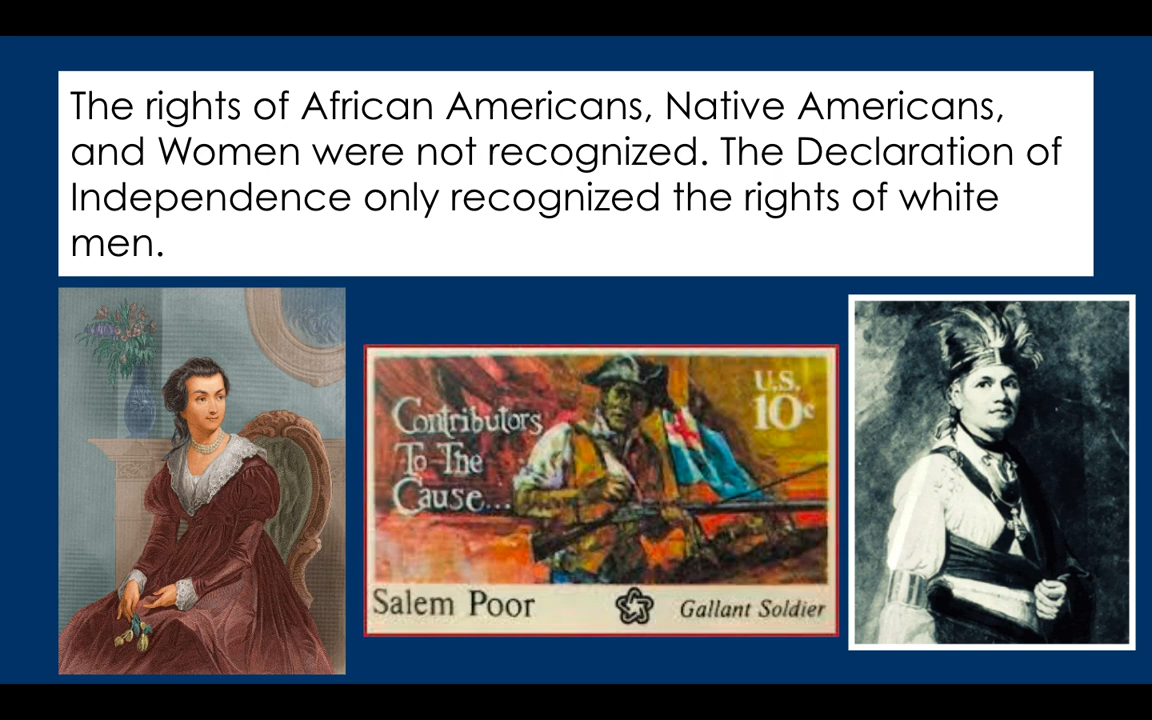 The rights of African Americans, Native Americans,
and Women were not recognized. The Declaration of
Independence only recognized the rights of white
men.
Contributors
To The
Cause...
U.S.
10c
Salem Poor
Gallant Soldier